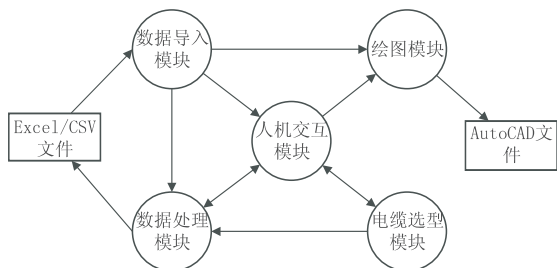 数据导入
模块
绘图模块
Excel/CSV
文件
人机交互
模块
AutoCAD文
件
数据处理
模块
电缆选型
模块